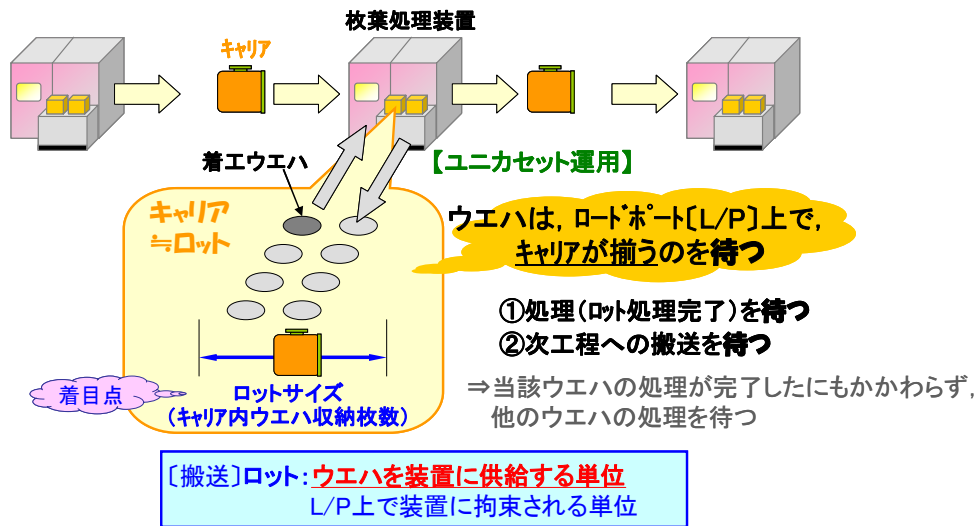 枚葉処理装置
キャリア
着工ウエハ
【ユニカセット運用】
キャリア
≒ロット
ウエハは，ロードポート〔L/P〕上で，
キャリアが揃うのを待つ
①処理（ロット処理完了）を待つ
②次工程への搬送を待つ
⇒当該ウエハの処理が完了したにもかかわらず，
他のウエハの処理を待つ
着目点
ロットサイズ
（キャリア内ウエハ収納枚数）
〔搬送〕ロット：ウエハを装置に供給する単位
L/P上で装置に拘束される単位